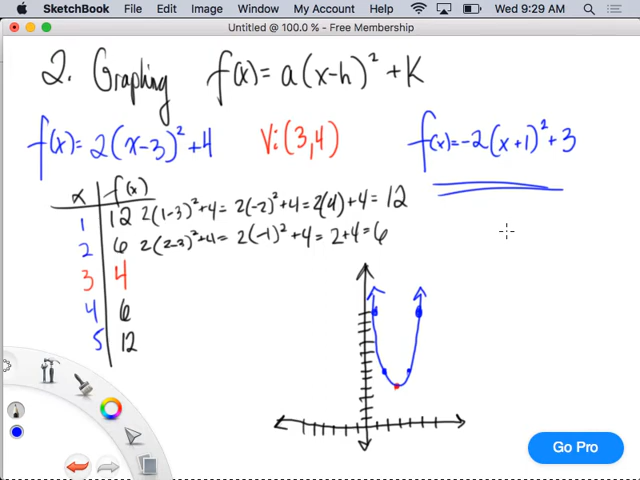 SketchBook File Edit Window My Account Help Wed 9:29 AM
Untitled @ 100.0 % - Free Membership
2. Graphing f(x)=a(x-h)²+K
f(x)=2(x-3)²+4 V:(3,4) f(x)=-2(x+1)²+3
x f(x)
1 12 2(1-3)²+4=2(-2)²+4=2(4)+4=12
2 6 2(2-3)²+4=2(-1)²+4=2+4=6
3 4
4 6
5 12
Go Pro